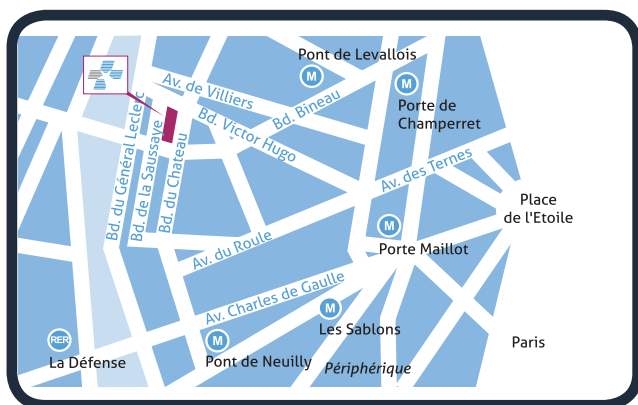 Pont de Levallois
M
M
Av. de Villiers
Porte de
Champerret
Bd. Bineau
Bd. Victor Hugo
Bd. du Général Leclerc
Bd. de la Saussaye
Bd. du Chateau
Av. des Ternes
Place
de l'Etoile
M
Av. du Roule
Porte Maillot
Av. Charles de Gaulle
M
Les Sablons
RER
M
La Défense
Pont de Neuilly
Périphérique
Paris